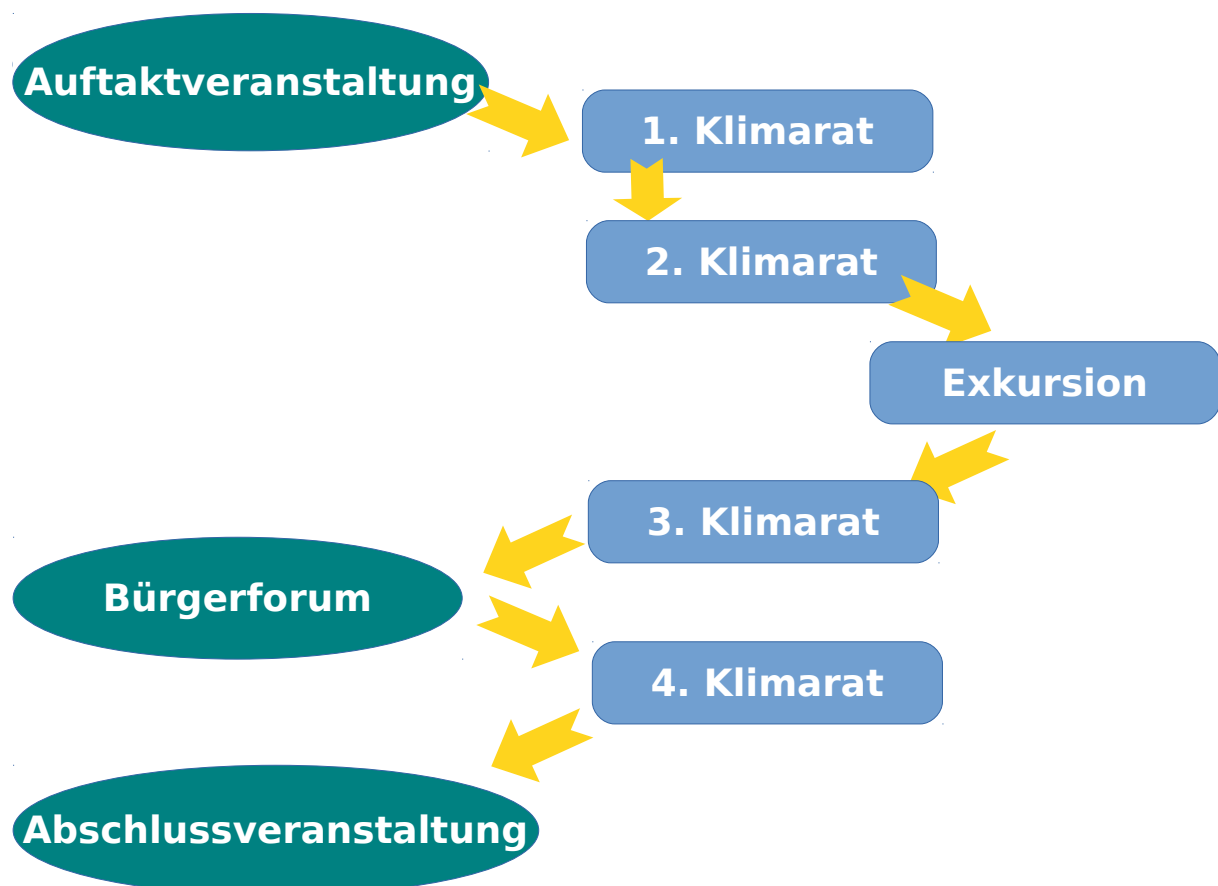 Auftaktveranstaltung
1. Klimarat
2. Klimarat
Exkursion
3. Klimarat
Bürgerforum
4. Klimarat
Abschlussveranstaltung